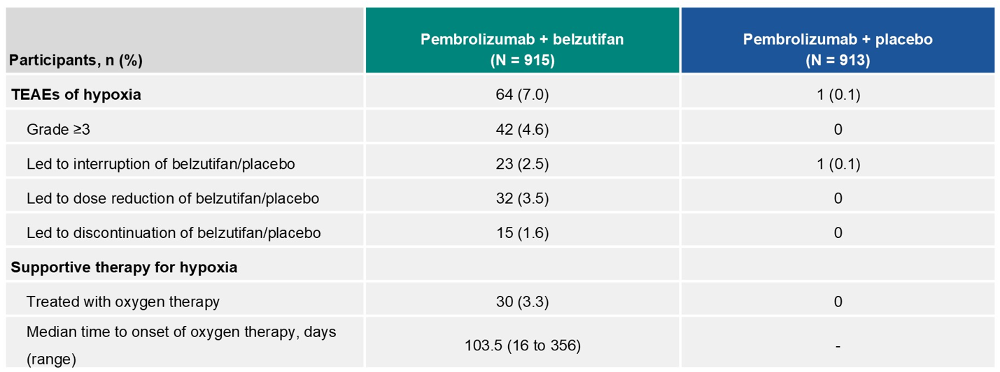 Participants, n (%)
Pembrolizumab + belzutifan
(N = 915)
Pembrolizumab + placebo
(N = 913)
TEAEs of hypoxia 64 (7.0) 1 (0.1)
Grade ≥3 42 (4.6) 0
Led to interruption of belzutifan/placebo 23 (2.5) 1 (0.1)
Led to dose reduction of belzutifan/placebo 32 (3.5) 0
Led to discontinuation of belzutifan/placebo 15 (1.6) 0
Supportive therapy for hypoxia
Treated with oxygen therapy 30 (3.3) 0
Median time to onset of oxygen therapy, days
(range) 103.5 (16 to 356) -